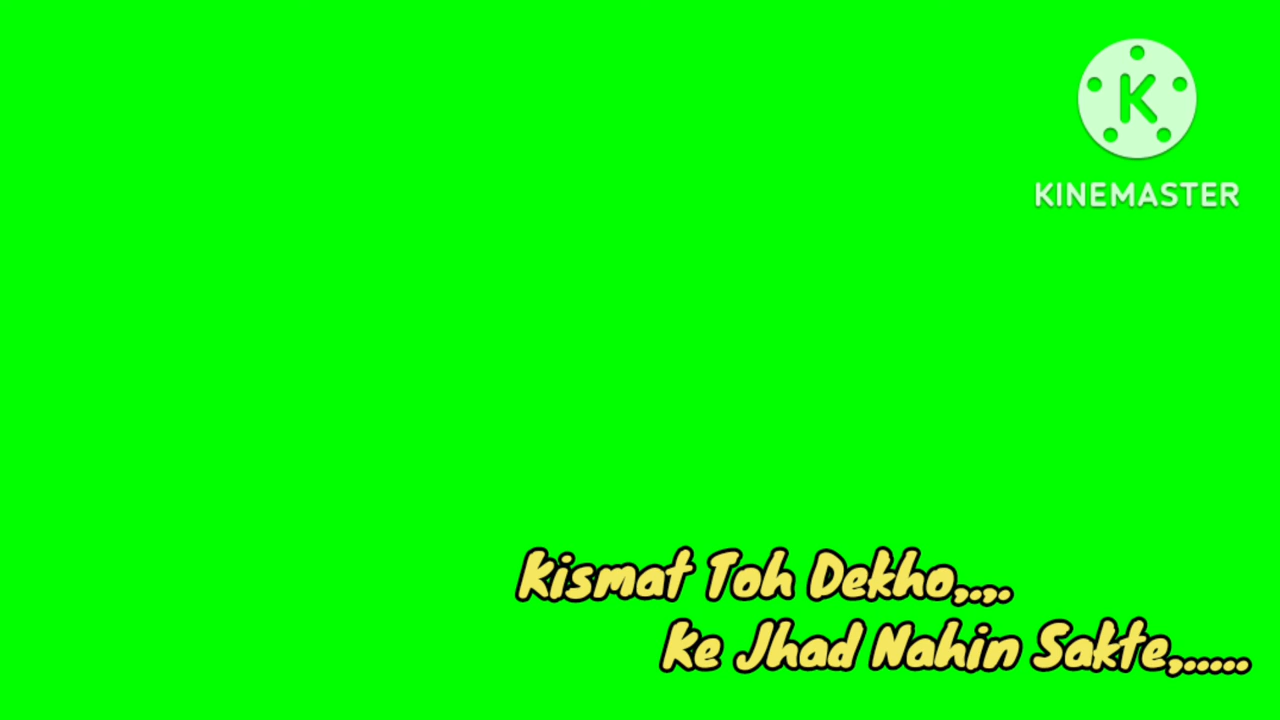 K
KINEMASTER
Kismat Toh Dekho,.,.
Ke Jhad Nahin Sakte,......